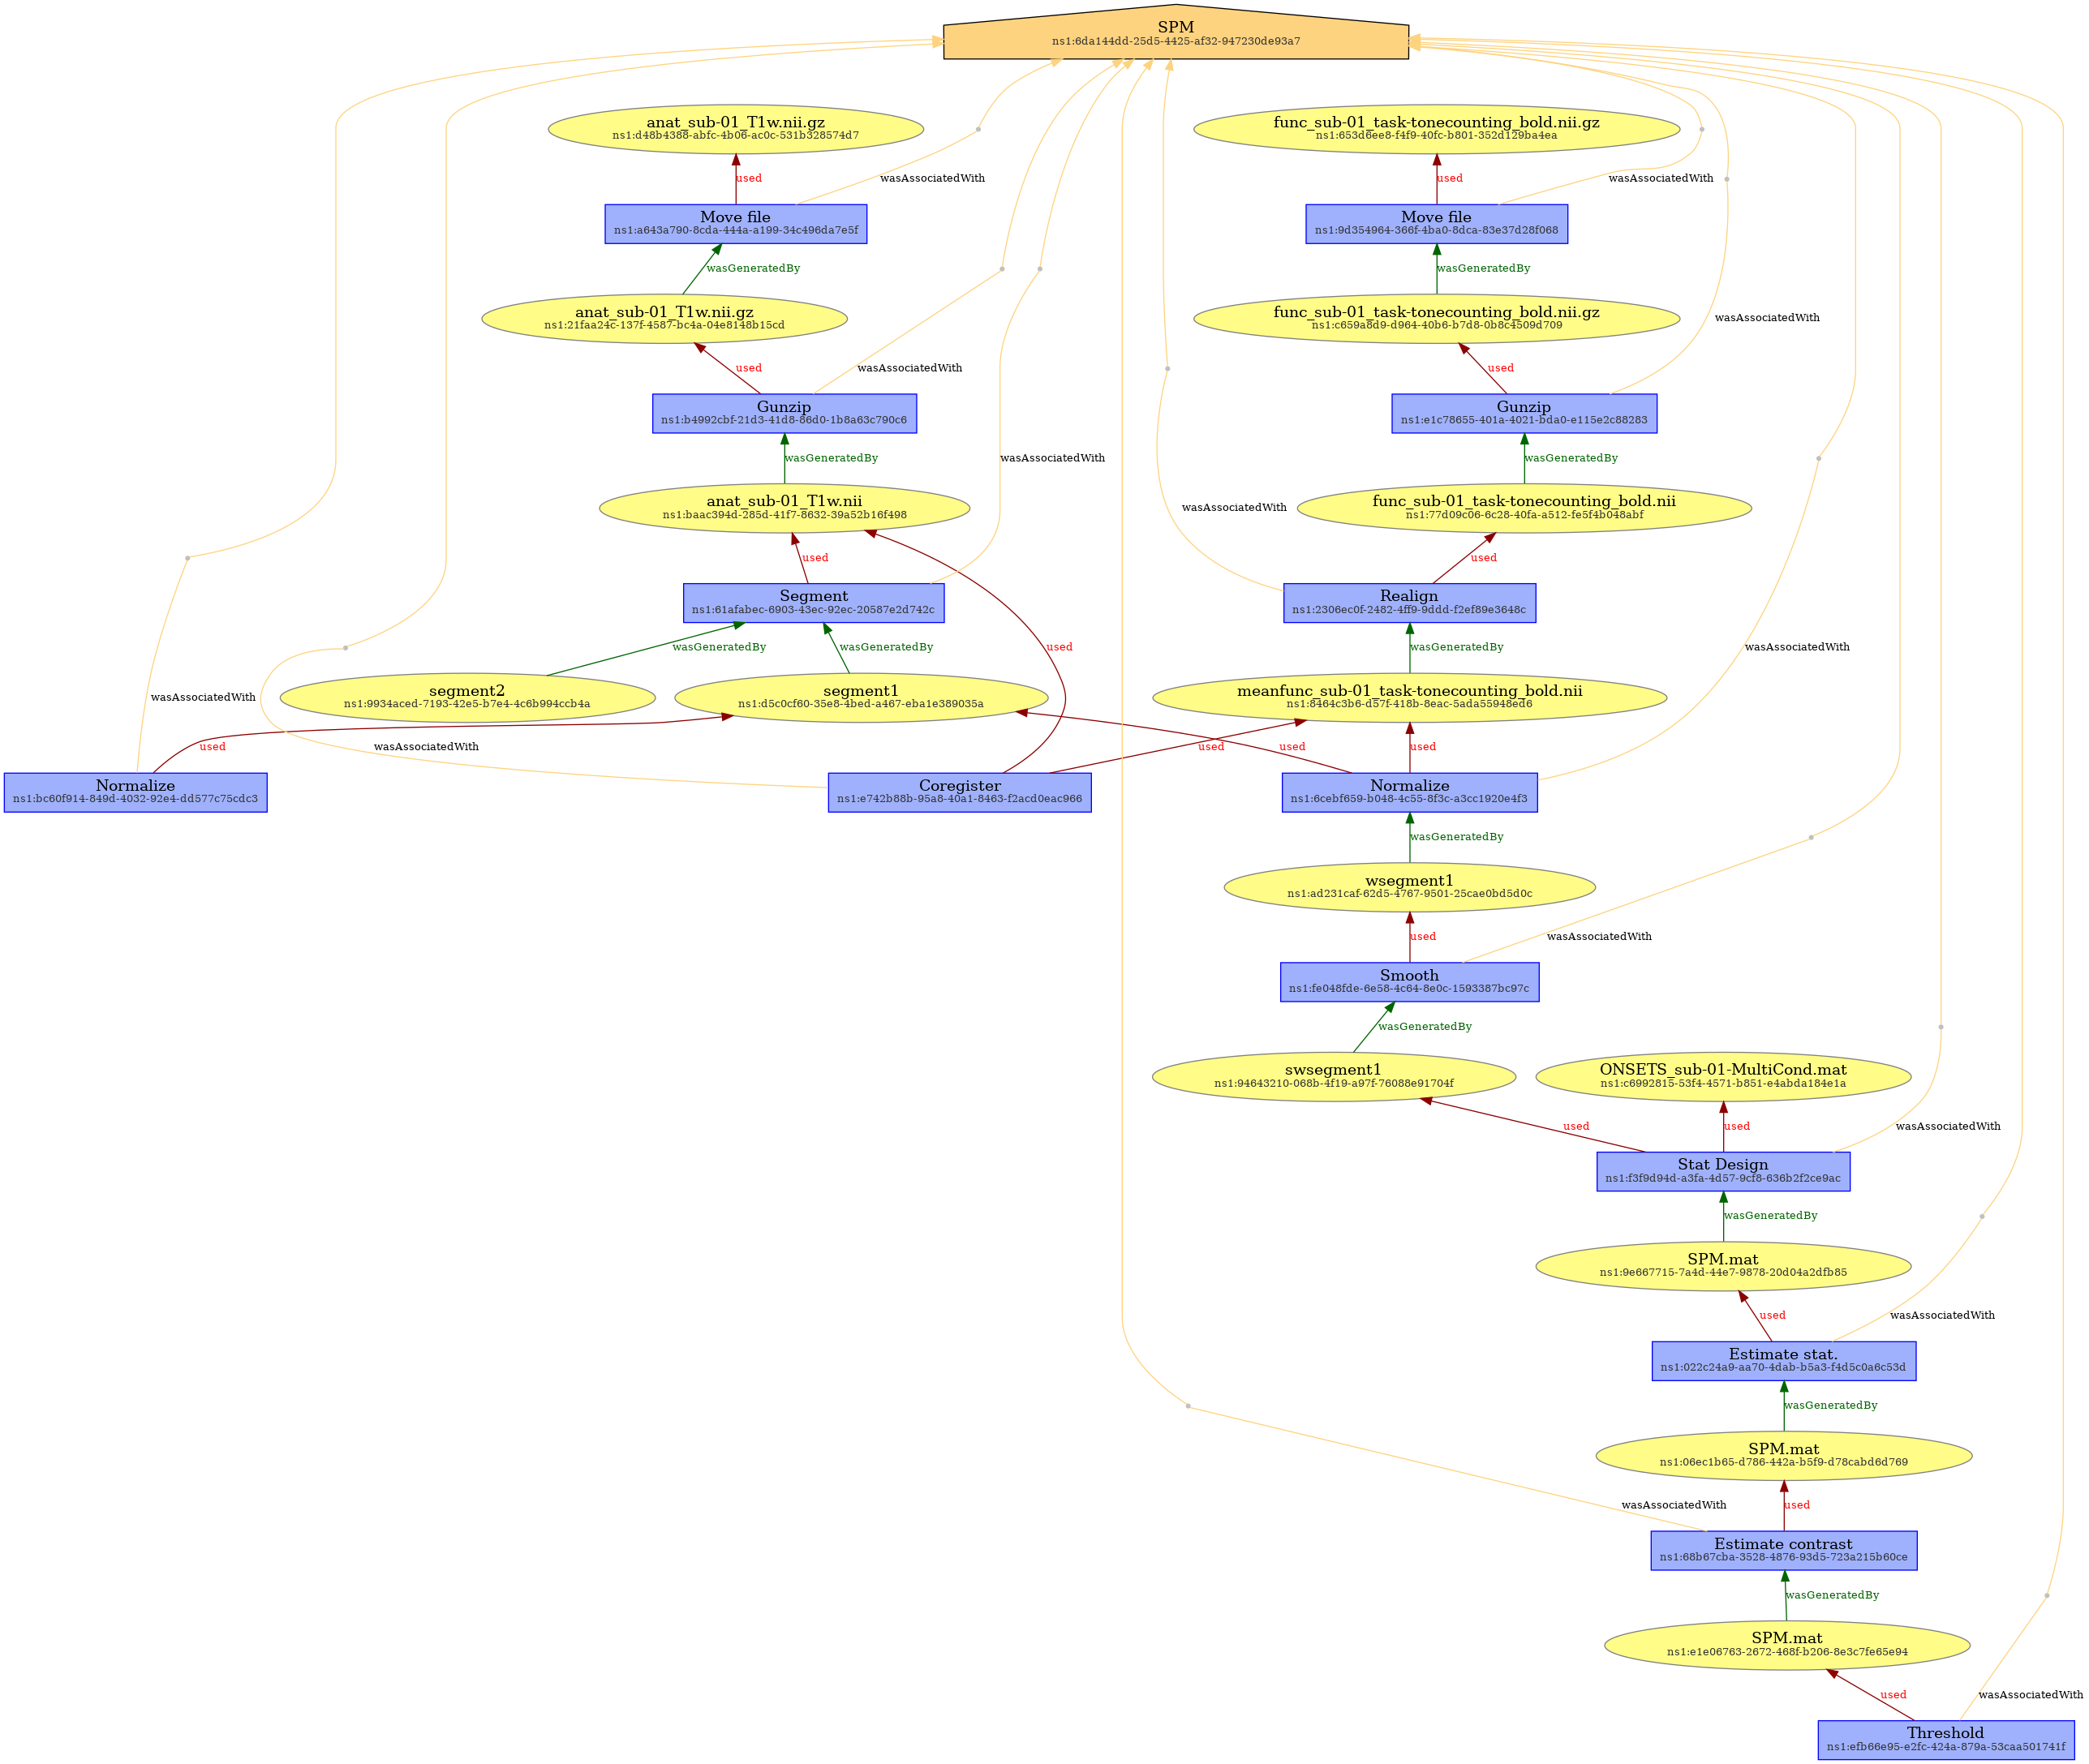 SPM
ns1:6da144dd-25d5-4425-af32-947230de93a7
anat_sub-01_T1w.nii.gz
ns1:d48b4388-abfc-4b06-ac0c-531b328574d7
func_sub-01_task-tonecounting_bold.nii.gz
ns1:653d6ee8-f4f9-40fc-b801-352d129ba4ea
used
wasAssociatedWith
used
wasAssociatedWith
Move file
ns1:a643a790-8cda-444a-a199-34c496da7e5f
Move file
ns1:9d354964-366f-4ba0-8dca-83e37d28f068
wasGeneratedBy
wasGeneratedBy
anat_sub-01_T1w.nii.gz
ns1:21faa24c-137f-4587-bc4a-04e8148b15cd
func_sub-01_task-tonecounting_bold.nii.gz
ns1:c659a8d9-d964-40b6-b7d8-0b8c4509d709
wasAssociatedWith
used
wasAssociatedWith
used
Gunzip
ns1:b4992cbf-21d3-41d8-86d0-1b8a63c790c6
Gunzip
ns1:e1c78655-401a-4021-bda0-e115e2c88283
wasGeneratedBy
wasAssociatedWith
wasGeneratedBy
anat_sub-01_T1w.nii
ns1:baac394d-285d-41f7-8632-39a52b16f498
wasAssociatedWith
func_sub-01_task-tonecounting_bold.nii
ns1:77d09c06-6c28-40fa-a512-fe5f4b048abf
used
used
Segment
ns1:61afabec-6903-43ec-92ec-20587e2d742c
Realign
ns1:2306ec0f-2482-4ff9-9ddd-f2ef89e3648c
wasGeneratedBy
wasGeneratedBy
used
wasGeneratedBy
wasAssociatedWith
segment2
ns1:9934aced-7193-42e5-b7e4-4c6b994ccb4a
segment1
ns1:d5c0cf60-35e8-4bed-a467-eba1e389035a
meanfunc_sub-01_task-tonecounting_bold.nii
ns1:8464c3b6-d57f-418b-8eac-5ada55948ed6
wasAssociatedWith
used
wasAssociatedWith
used
used
used
Normalize
ns1:bc60f914-849d-4032-92e4-dd577c75cdc3
Coregister
ns1:e742b88b-95a8-40a1-8463-f2acd0eac966
Normalize
ns1:6cebf659-b048-4c55-8f3c-a3cc1920e4f3
wasGeneratedBy
wsegment1
ns1:ad231caf-62d5-4767-9501-25cae0bd5d0c
used
wasAssociatedWith
Smooth
ns1:fe048fde-6e58-4c64-8e0c-1593387bc97c
wasGeneratedBy
swsegment1
ns1:94643210-068b-4f19-a97f-76088e91704f
ONSETS_sub-01-MultiCond.mat
ns1:c6992815-53f4-4571-b851-e4abda184e1a
used
used
wasAssociatedWith
Stat Design
ns1:f3f9d94d-a3fa-4d57-9cf8-636b2f2ce9ac
wasGeneratedBy
SPM.mat
ns1:9e667715-7a4d-44e7-9878-20d04a2dfb85
used
wasAssociatedWith
Estimate stat.
ns1:022c24a9-aa70-4dab-b5a3-f4d5c0a6c53d
wasGeneratedBy
SPM.mat
ns1:06ec1b65-d786-442a-b5f9-d78cabd6d769
wasAssociatedWith
used
Estimate contrast
ns1:68b67cba-3528-4876-93d5-723a215b60ce
wasGeneratedBy
SPM.mat
ns1:e1e06763-2672-468f-b206-8e3c7fe65e94
used
wasAssociatedWith
Threshold
ns1:efb66e95-e2fc-424a-879a-53caa501741f